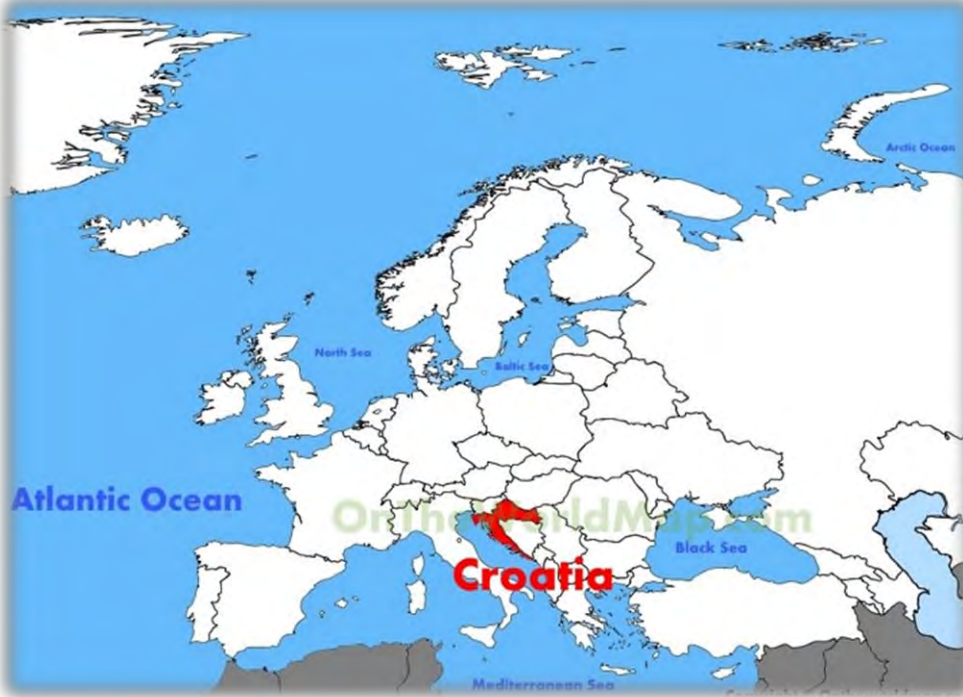 Arctic Ocean
North Sea
Baltic Sea
Atlantic Ocean
OnTheWorldMap.com
Black Sea
Croatia
Mediterranean Sea